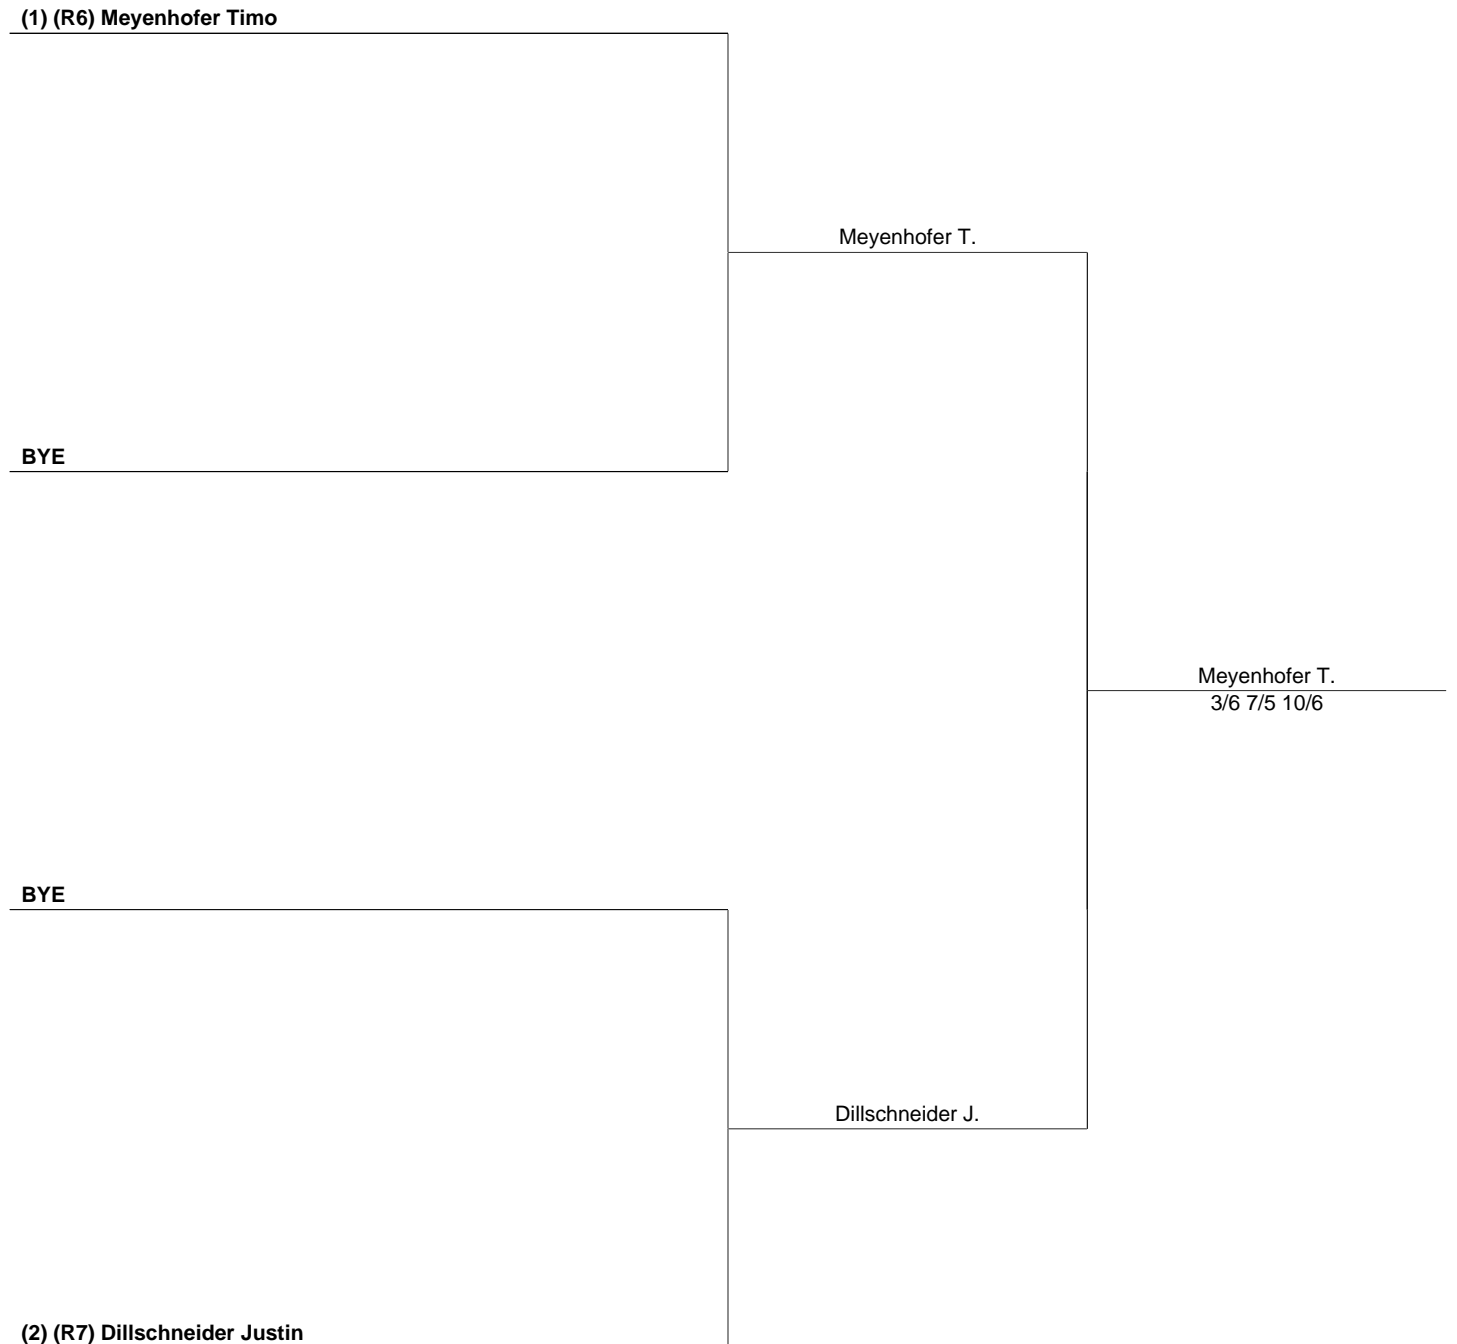 (1) (R6) Meyenhofer Timo
Meyenhofer T.
BYE
Meyenhofer T.
3/6 7/5 10/6
BYE
Dillschneider J.
(2) (R7) Dillschneider Justin